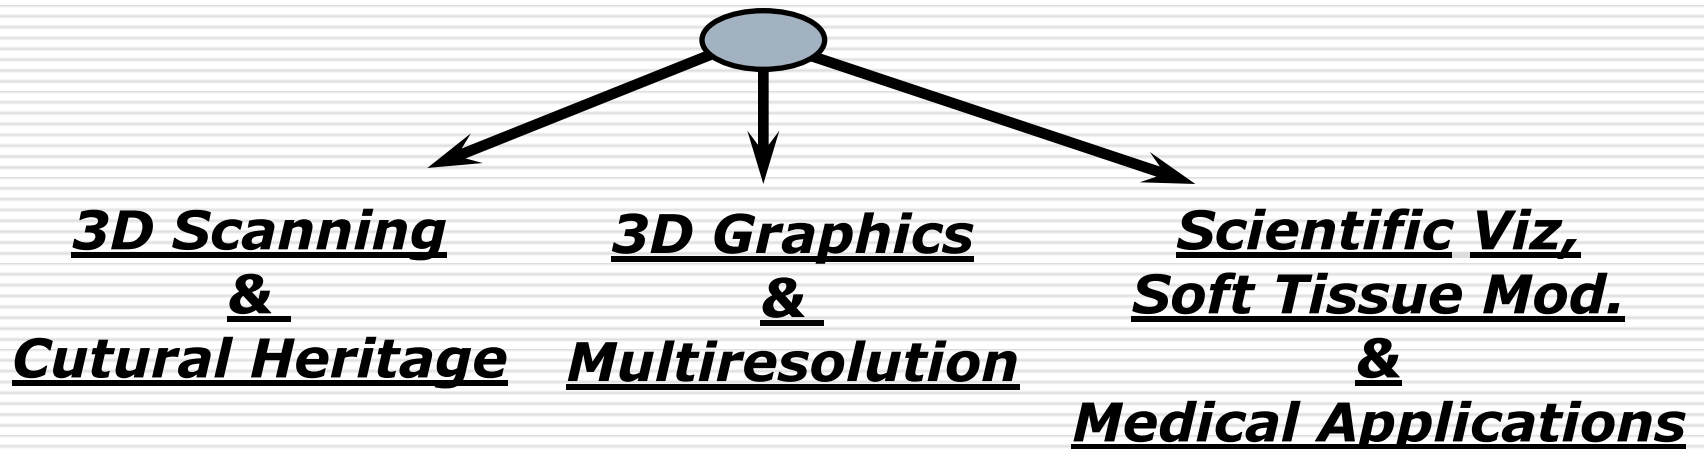 3D Scanning
&
Cutural Heritage
3D Graphics
&
Multiresolution
Scientific Viz,
Soft Tissue Mod.
&
Medical Applications